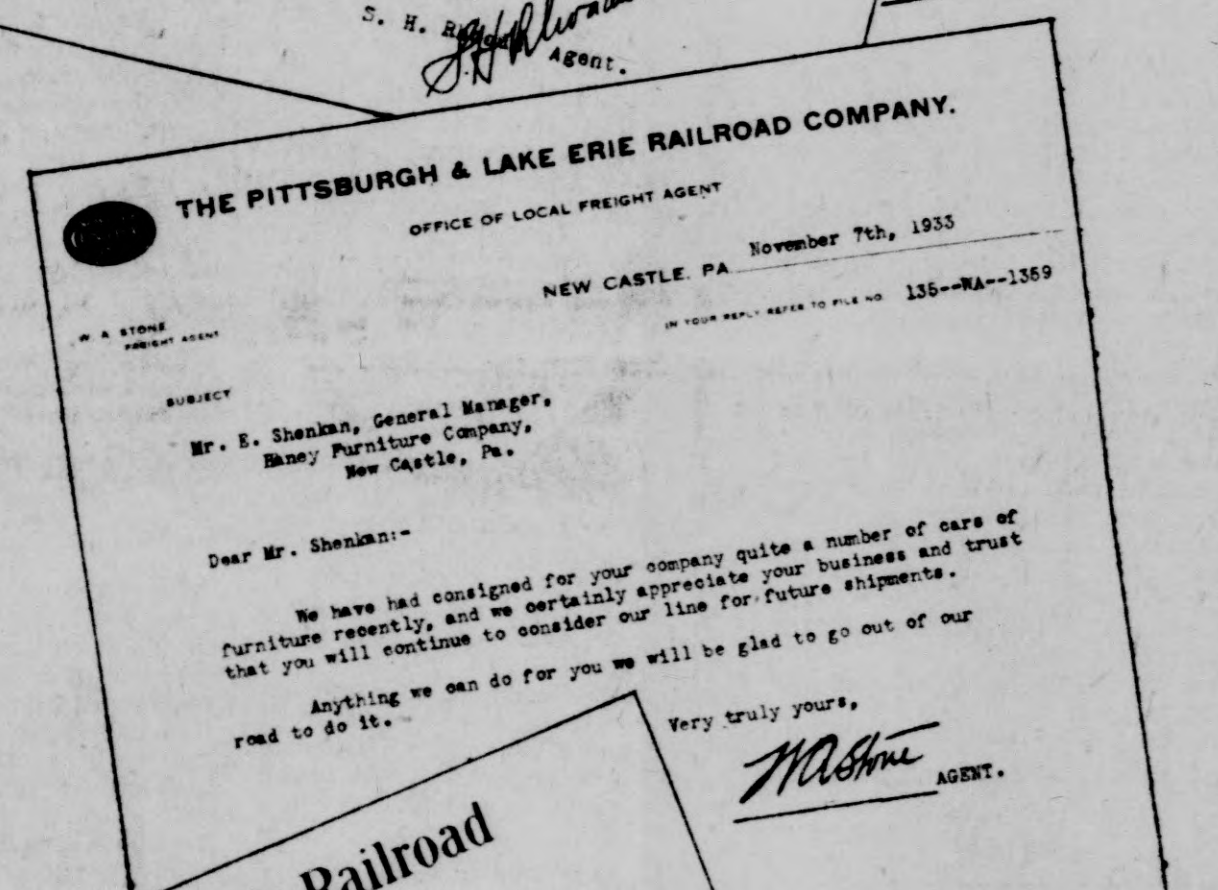 S. H.
Agent.
THE PITTSBURGH & LAKE ERIE RAILROAD COMPANY.
OFFICE OF LOCAL FREIGHT AGENT
NEW CASTLE. PA. November 7th, 1933
IN YOUR REPLY REFER TO FILE NO. 135--WA--1359
W A STONE
FREIGHT AGENT
SUBJECT
Mr. E. Shenkan, General Manager,
Haney Furniture Company,
New Castle, Pa.
Dear Mr. Shenkan:-
We have had consigned for your company quite a number of cars of
furniture recently, and we certainly appreciate your business and trust
that you will continue to consider our line for future shipments.
Anything we can do for you we will be glad to go out of our
road to do it.
Very truly yours,
WAStone
AGENT.
Railroad